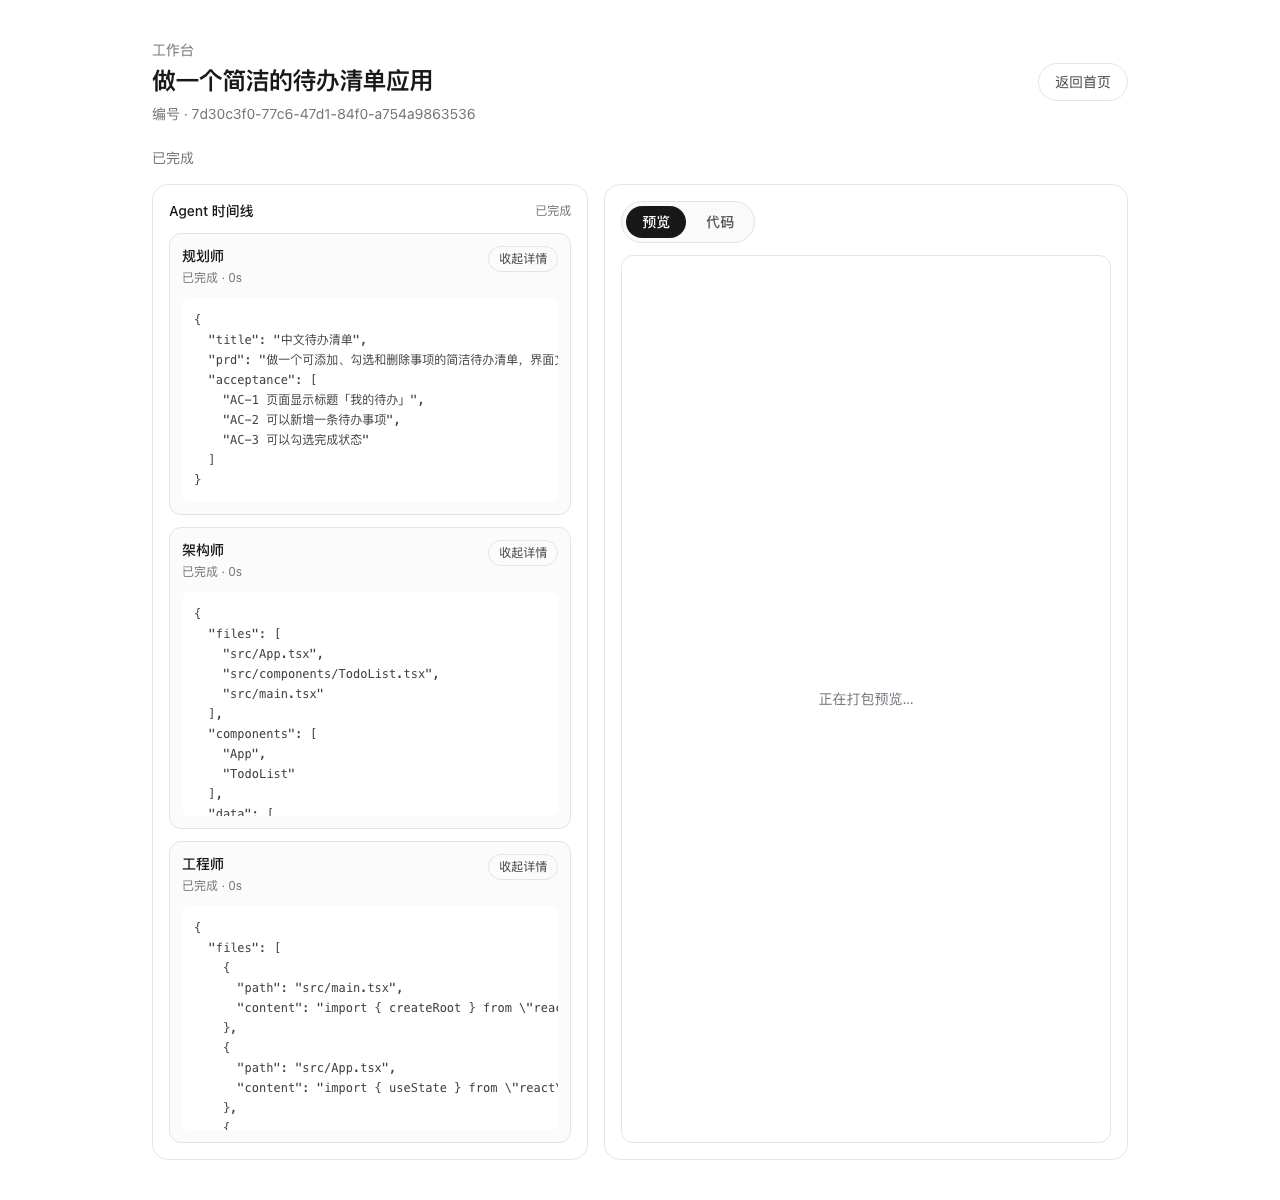 工作台
做一个简洁的待办清单应用
编号 · 7d30c3f0-77c6-47d1-84f0-a754a9863536
返回首页
已完成
Agent 时间线
已完成
规划师
收起详情
已完成 · 0s
{
  "title": "中文待办清单",
  "prd": "做一个可添加、勾选和删除事项的简洁待办清单，界面
  "acceptance": [
    "AC-1 页面显示标题「我的待办」",
    "AC-2 可以新增一条待办事项",
    "AC-3 可以勾选完成状态"
  ]
}
架构师
收起详情
已完成 · 0s
{
  "files": [
    "src/App.tsx",
    "src/components/TodoList.tsx",
    "src/main.tsx"
  ],
  "components": [
    "App",
    "TodoList"
  ],
  "data": [
工程师
收起详情
已完成 · 0s
{
  "files": [
    {
      "path": "src/main.tsx",
      "content": "import { createRoot } from \"reac
    },
    {
      "path": "src/App.tsx",
      "content": "import { useState } from \"react\
    },
    {
预览
代码
正在打包预览…